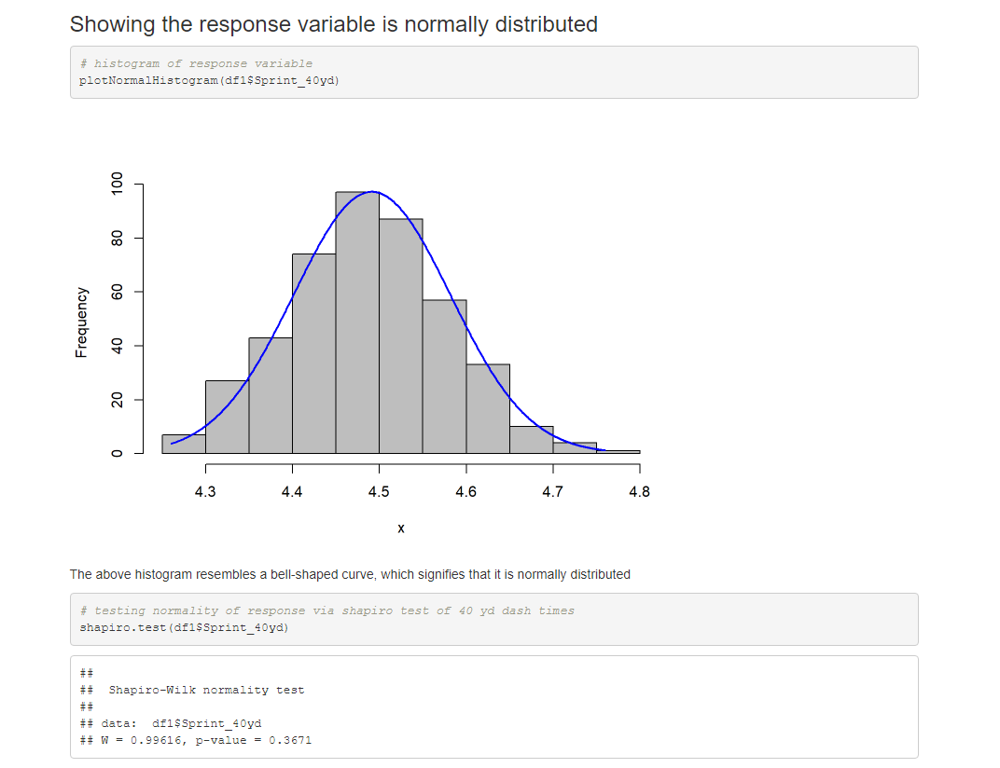 Showing the response variable is normally distributed
# histogram of response variable
plotNormalHistogram(df1$Sprint_40yd)
100
80
60
40
20
0
Frequency
4.3 4.4 4.5 4.6 4.7 4.8
x
The above histogram resembles a bell-shaped curve, which signifies that it is normally distributed
# testing normality of response via shapiro test of 40 yd dash times
shapiro.test(df1$Sprint_40yd)
##
## Shapiro-Wilk normality test
##
## data: df1$Sprint_40yd
## W = 0.99616, p-value = 0.3671